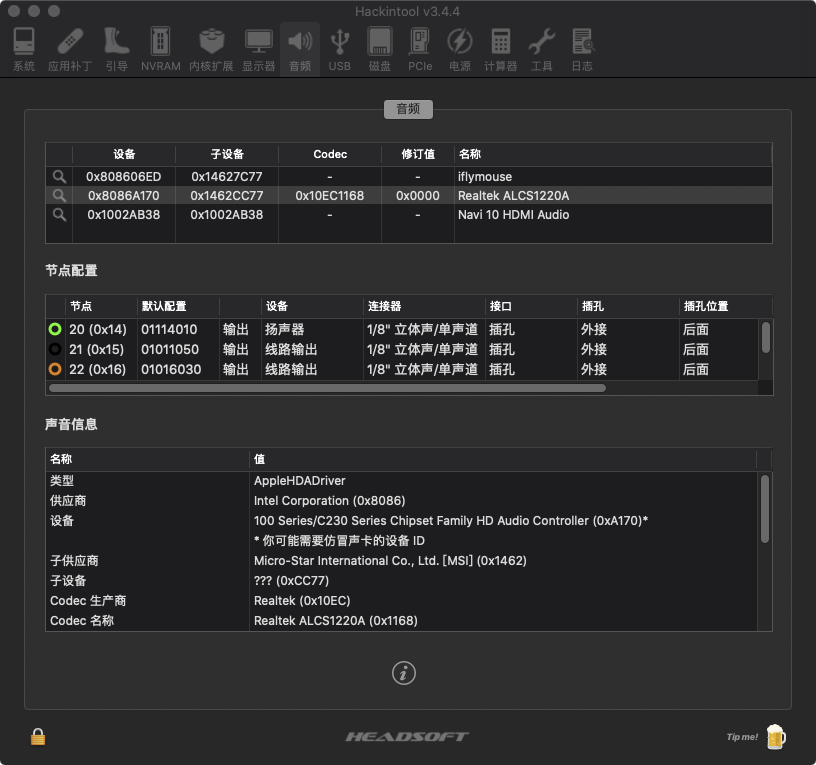 Hackintool v3.4.4
系统 应用补丁 引导 NVRAM 内核扩展 显示器 音频 USB 磁盘 PCIe 电源 计算器 工具 日志
音频
设备 子设备 Codec 修订值 名称
0x808606ED 0x14627C77 - - iflymouse
0x8086A170 0x1462CC77 0x10EC1168 0x0000 Realtek ALCS1220A
0x1002AB38 0x1002AB38 - - Navi 10 HDMI Audio
节点配置
节点 默认配置 设备 连接器 接口 插孔 插孔位置
20 (0x14) 01114010 输出 扬声器 1/8" 立体声/单声道 插孔 外接 后面
21 (0x15) 01011050 输出 线路输出 1/8" 立体声/单声道 插孔 外接 后面
22 (0x16) 01016030 输出 线路输出 1/8" 立体声/单声道 插孔 外接 后面
声音信息
名称 值
类型 AppleHDADriver
供应商 Intel Corporation (0x8086)
设备 100 Series/C230 Series Chipset Family HD Audio Controller (0xA170)*
* 你可能需要仿冒声卡的设备 ID
子供应商 Micro-Star International Co., Ltd. [MSI] (0x1462)
子设备 ??? (0xCC77)
Codec 生产商 Realtek (0x10EC)
Codec 名称 Realtek ALCS1220A (0x1168)
HEADSOFT
Tip me!